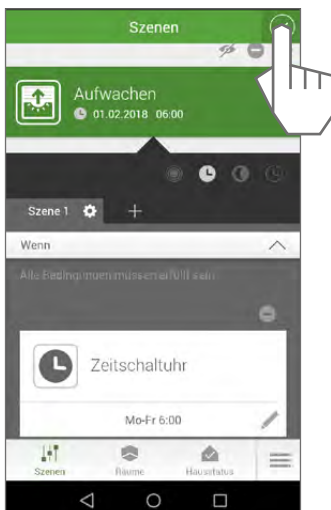 Szenen
Aufwachen
01.02.2018 06:00
Szene 1 +
Wenn
Alle Bedingungen müssen erfüllt sein
Zeitschaltuhr
Mo-Fr 6:00
Szenen Räume Hausstatus